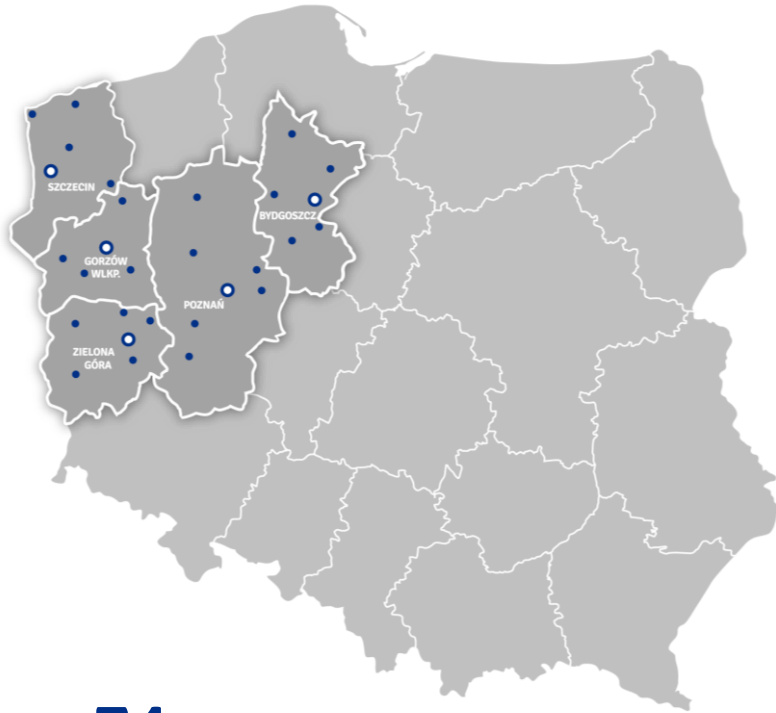 SZCZECIN
BYDGOSZCZ
GORZÓW
WLKP.
POZNAŃ
ZIELONA
GÓRA